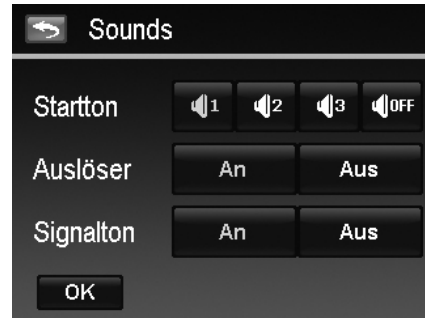 Sounds
Startton 1 2 3 OFF
Auslöser An Aus
Signalton An Aus
OK